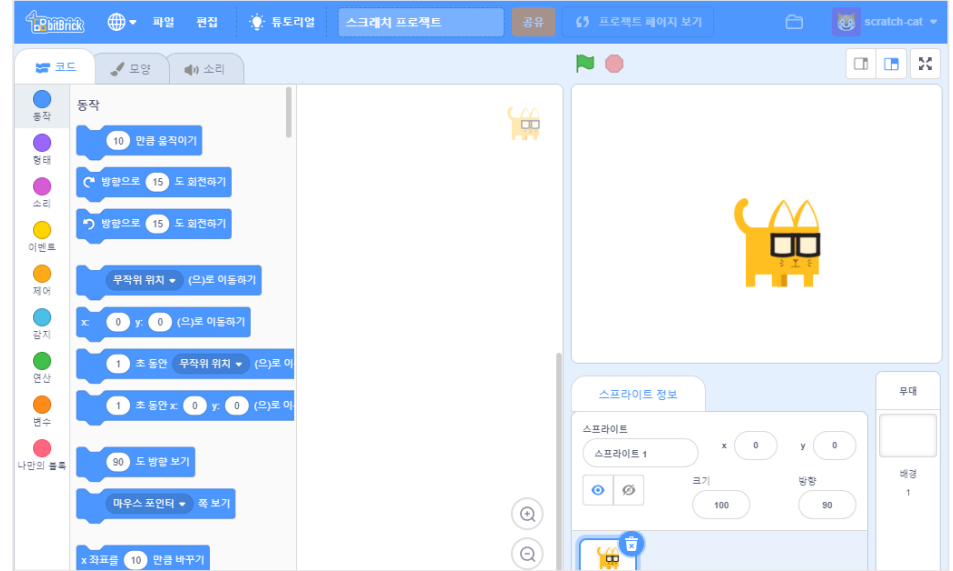 BitBrick 파일 편집 튜토리얼 스크래치 프로젝트 공유 프로젝트 페이지 보기 scratch-cat
코드 모양 소리
동작
형태
소리
이벤트
제어
감지
연산
변수
나만의 블록
동작
10 만큼 움직이기
방향으로 15 도 회전하기
방향으로 15 도 회전하기
무작위 위치 (으)로 이동하기
x: 0 y: 0 (으)로 이동하기
1 초 동안 무작위 위치 (으)로 이
1 초 동안 x: 0 y: 0 (으)로 이
90 도 방향 보기
마우스 포인터 쪽 보기
x 좌표를 10 만큼 바꾸기
스프라이트 정보
스프라이트
스프라이트 1 x 0 y 0
크기 방향
100 90
무대
배경
1